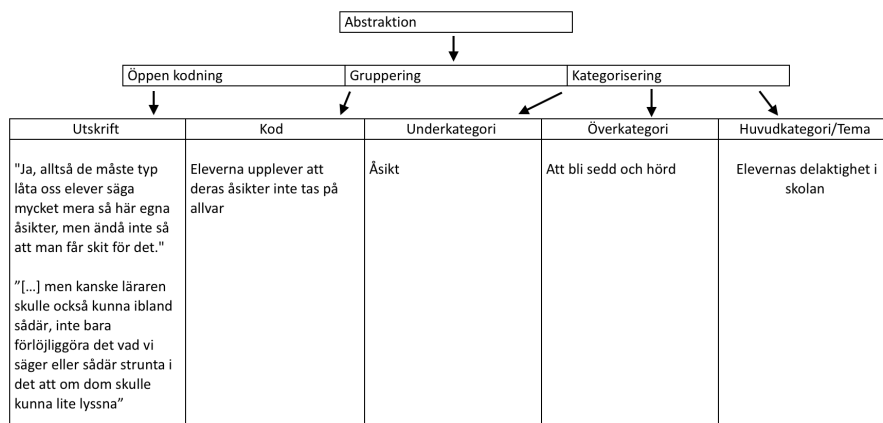 Abstraktion
Öppen kodning
Gruppering
Kategorisering
Utskrift
Kod
Underkategori
Överkategori
Huvudkategori/Tema
"Ja, alltså de måste typ
låta oss elever säga
mycket mera så här egna
åsikter, men ändå inte så
att man får skit för det."
”[…] men kanske läraren
skulle också kunna ibland
sådär, inte bara
förlöjliggöra det vad vi
säger eller sådär strunta i
det att om dom skulle
kunna lite lyssna”
Eleverna upplever att
deras åsikter inte tas på
allvar
Åsikt
Att bli sedd och hörd
Elevernas delaktighet i
skolan